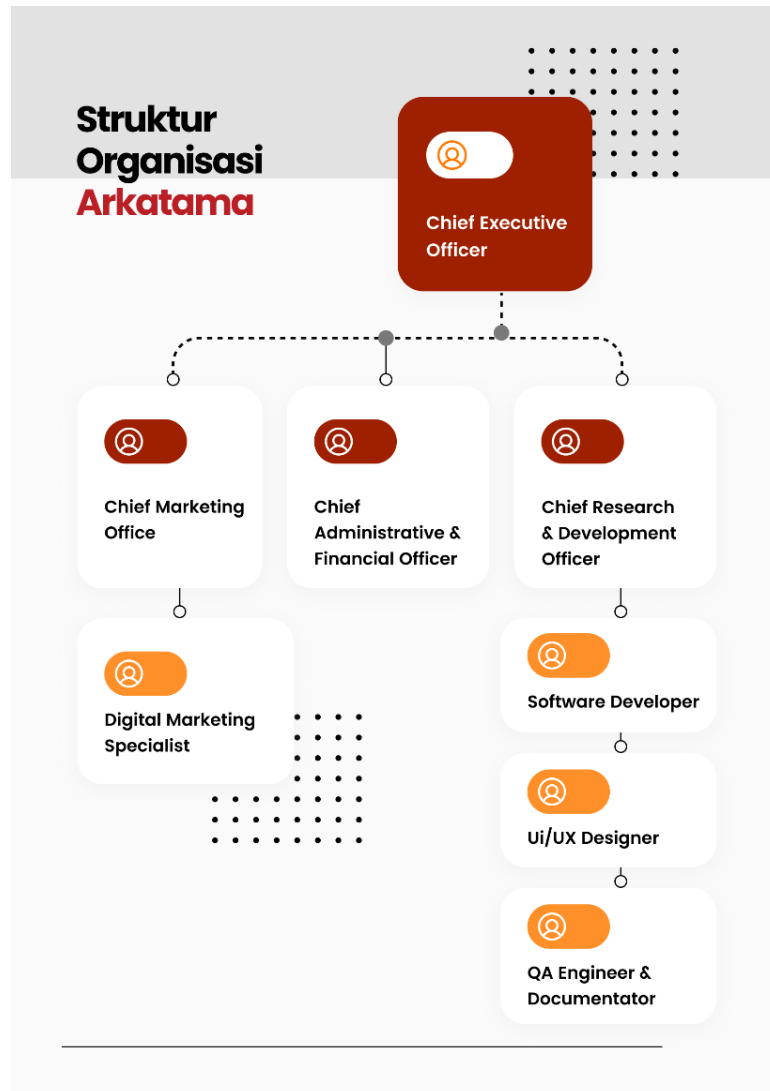 Struktur
Organisasi
Arkatama
Chief Executive
Officer
Chief Marketing
Office
Chief
Administrative &
Financial Officer
Chief Research
& Development
Officer
Digital Marketing
Specialist
Software Developer
Ui/UX Designer
QA Engineer &
Documentator